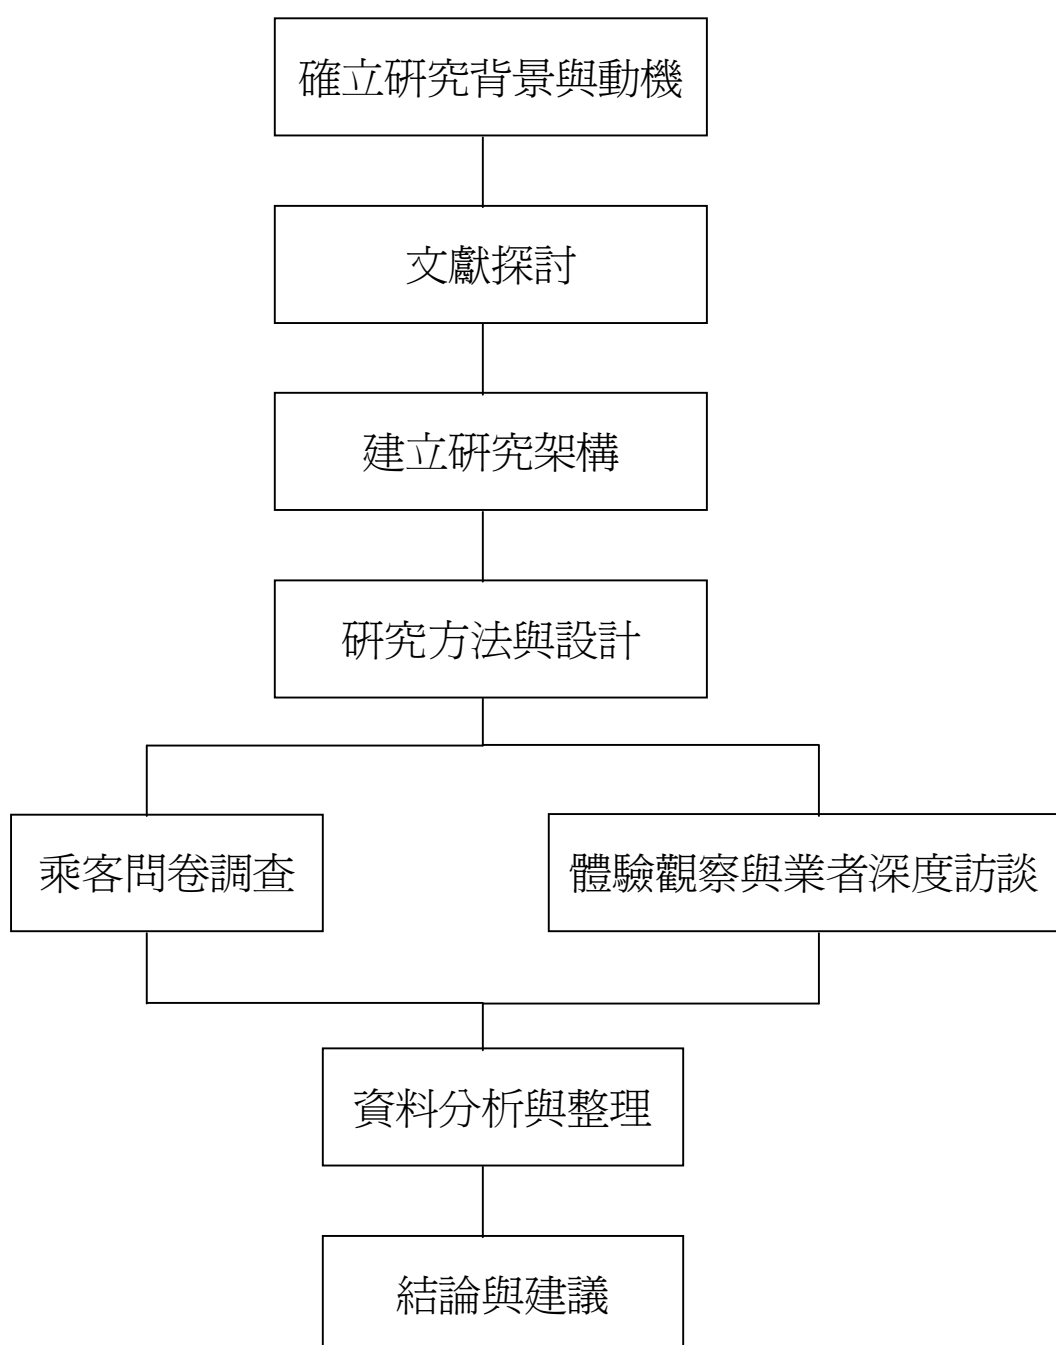 確立研究背景與動機
文獻探討
建立研究架構
研究方法與設計
乘客問卷調查
體驗觀察與業者深度訪談
資料分析與整理
結論與建議